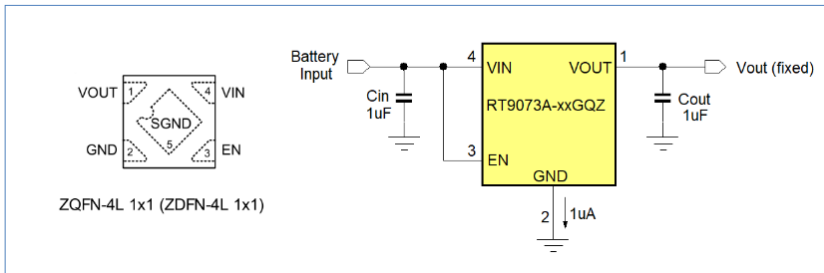 VOUT
1
4
VIN
SGND
5
GND
2
3
EN
ZQFN-4L 1x1 (ZDFN-4L 1x1)
Battery
Input
Cin
1uF
4
VIN
VOUT
1
RT9073A-xxGQZ
3
EN
GND
2
1uA
Vout (fixed)
Cout
1uF